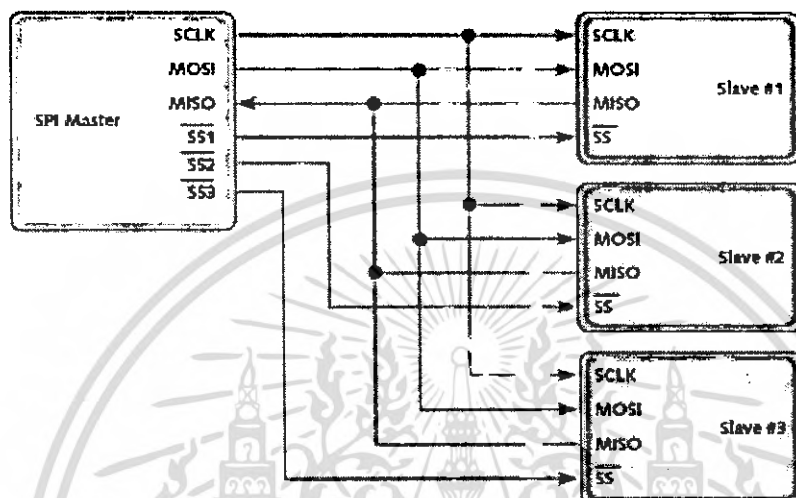 SPI Master
SCLK
MOSI
MISO
SS1
SS2
SS3
SCLK
MOSI
MISO
SS
Slave #1
SCLK
MOSI
MISO
SS
Slave #2
SCLK
MOSI
MISO
SS
Slave #3